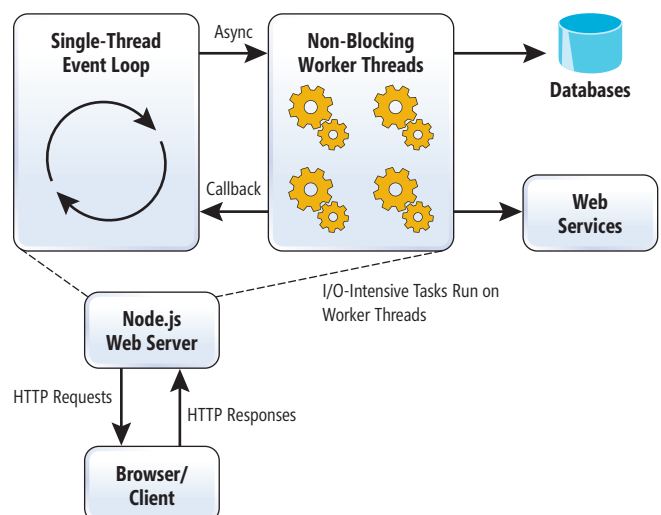 Single-Thread
Event Loop
Async
Non-Blocking
Worker Threads
Databases
Callback
Web
Services
I/O-Intensive Tasks Run on
Worker Threads
Node.js
Web Server
HTTP Requests
HTTP Responses
Browser/
Client